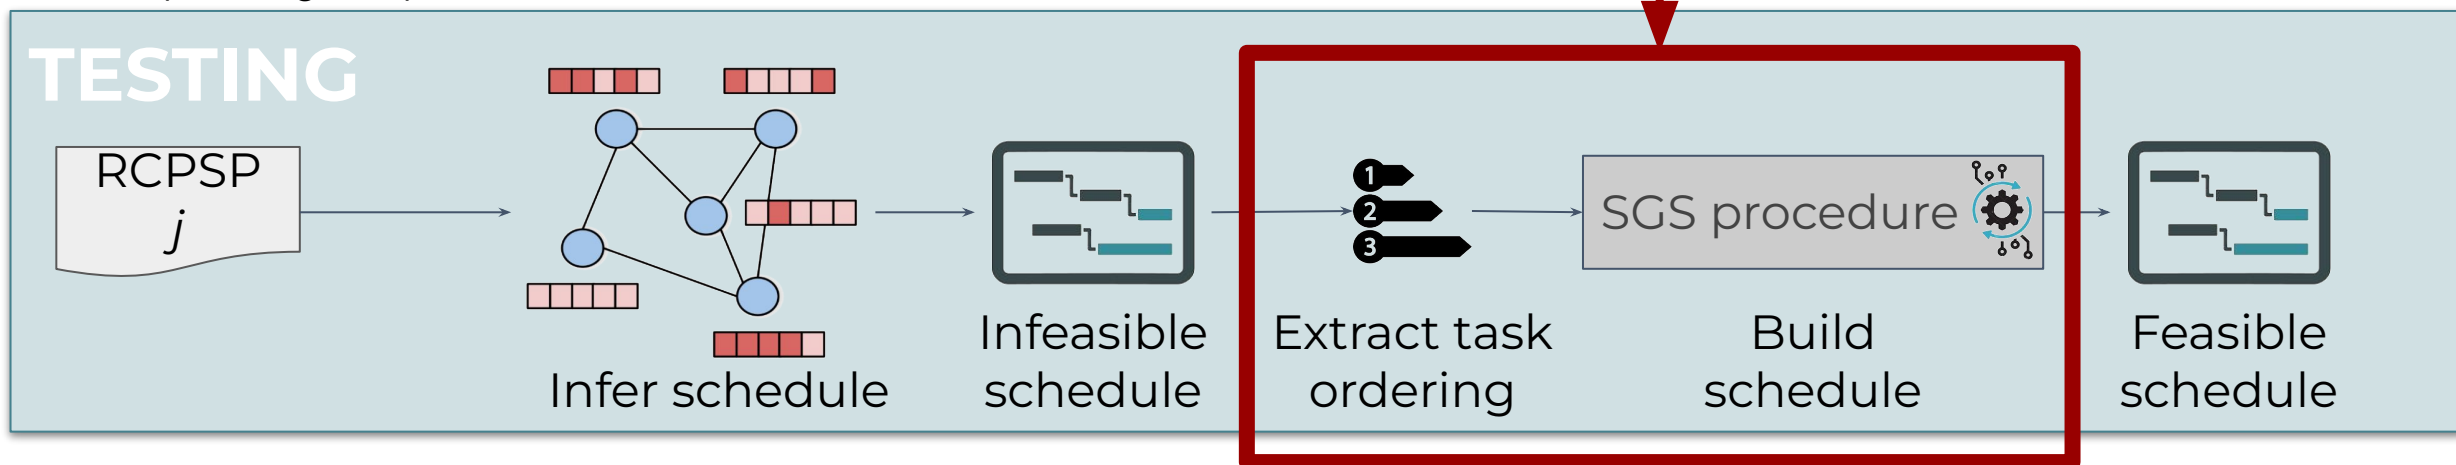 TESTING
RCPSP
j
Infer schedule
Infeasible
schedule
1
2
3
Extract task
ordering
SGS procedure
Build
schedule
Feasible
schedule